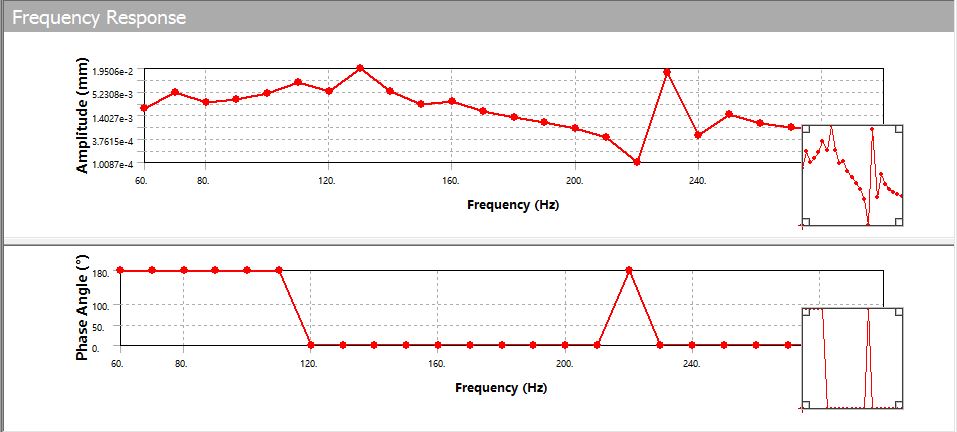 Frequency Response
Amplitude (mm)
1.9506e-2
5.2308e-3
1.4027e-3
3.7615e-4
1.0087e-4
60. 80. 120. 160. 200. 240.
Frequency (Hz)
Phase Angle (°)
180.
100.
50.
0.
60. 80. 120. 160. 200. 240.
Frequency (Hz)